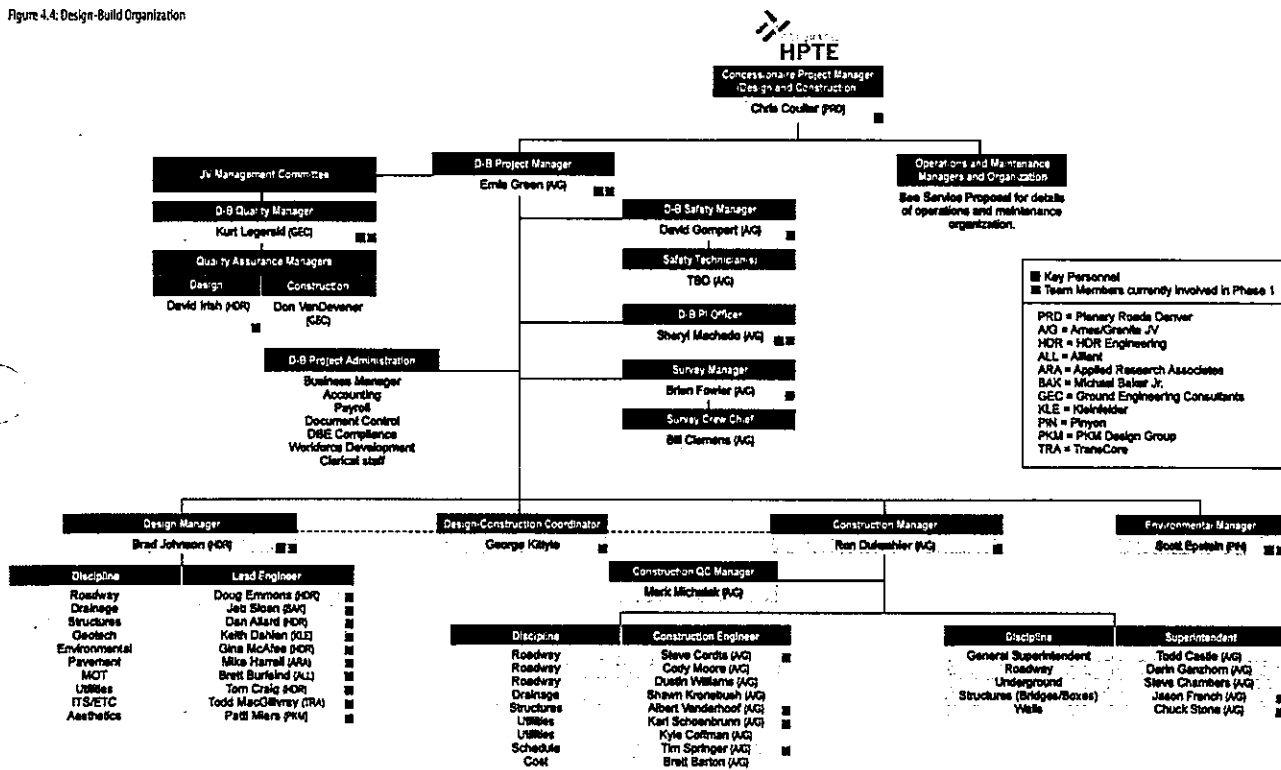 Figure 4.4: Design-Build Organization
HPTE
Concessionaire Project Manager
(Design and Construction
Chris Coulter (PRD)
JV Management Committee
D-B Project Manager
Ernie Green (A/G)
Operations and Maintenance
Managers and Organization
See Service Proposal for details
of operations and maintenance
organization.
D-B Quality Manager
Kurt Legerski (GEC)
Quality Assurance Managers
Design Construction
David Irish (HDR) Don VanDevener
(GEC)
D-B Safety Manager
David Gompert (A/G)
Safety Technician(s)
TBD (A/G)
D-B PI Officer
Sheryl Machado (A/G)
Survey Manager
Brian Fowler (A/G)
Survey Crew Chief
Bill Clemens (A/G)
D-B Project Administration
Business Manager
Accounting
Payroll
Document Control
DBE Compliance
Workforce Development
Clerical staff
Key Personnel
Team Members currently involved in Phase 1
PRD = Plenary Roads Denver
A/G = Ames/Granite JV
HDR = HDR Engineering
ALL = Alliant
ARA = Applied Research Associates
BAK = Michael Baker Jr.
GEC = Ground Engineering Consultants
KLE = Kleinfelder
PIN = Pinyon
PKM = PKM Design Group
TRA = TransCore
Design Manager
Brad Johnson (HDR)
Design-Construction Coordinator
George Kittyle
Construction Manager
Ron Dukeshier (A/G)
Environmental Manager
Scott Epstein (PIN)
Construction QC Manager
Mark Michalak (A/G)
Discipline Lead Engineer
Roadway Doug Emmons (HDR)
Drainage Jeb Sloan (BAK)
Structures Dan Allard (HDR)
Geotech Keith Dahlen (KLE)
Environmental Gina McAfee (HDR)
Pavement Mike Harrell (ARA)
MOT Brett Burfeind (ALL)
Utilities Tom Craig (HDR)
ITS/ETC Todd MacGillvray (TRA)
Aesthetics Patti Miers (PKM)
Discipline Construction Engineer
Roadway Steve Cordts (A/G)
Roadway Cody Moore (A/G)
Roadway Dustin Williams (A/G)
Drainage Shawn Kronebush (A/G)
Structures Albert Vanderhoof (A/G)
Utilities Karl Schoenbrunn (A/G)
Utilities Kyle Coffman (A/G)
Schedule Tim Springer (A/G)
Cost Brett Barton (A/G)
Discipline Superintendent
General Superintendent Todd Castle (A/G)
Roadway Darin Ganzhorn (A/G)
Underground Steve Chambers (A/G)
Structures (Bridges/Boxes) Jason French (A/G)
Walls Chuck Stone (A/G)